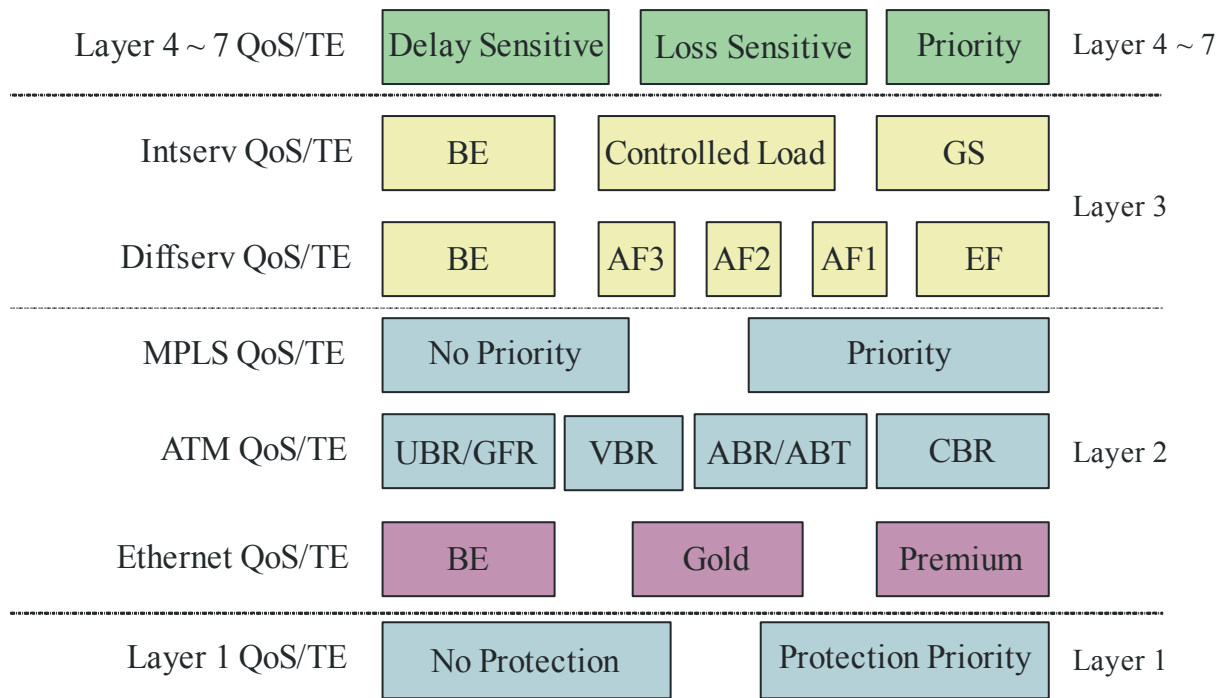 Layer 4 ~ 7 QoS/TE Delay Sensitive Loss Sensitive Priority Layer 4 ~ 7
Intserv QoS/TE BE Controlled Load GS
Layer 3
Diffserv QoS/TE BE AF3 AF2 AF1 EF
MPLS QoS/TE No Priority Priority
ATM QoS/TE UBR/GFR VBR ABR/ABT CBR Layer 2
Ethernet QoS/TE BE Gold Premium
Layer 1 QoS/TE No Protection Protection Priority Layer 1